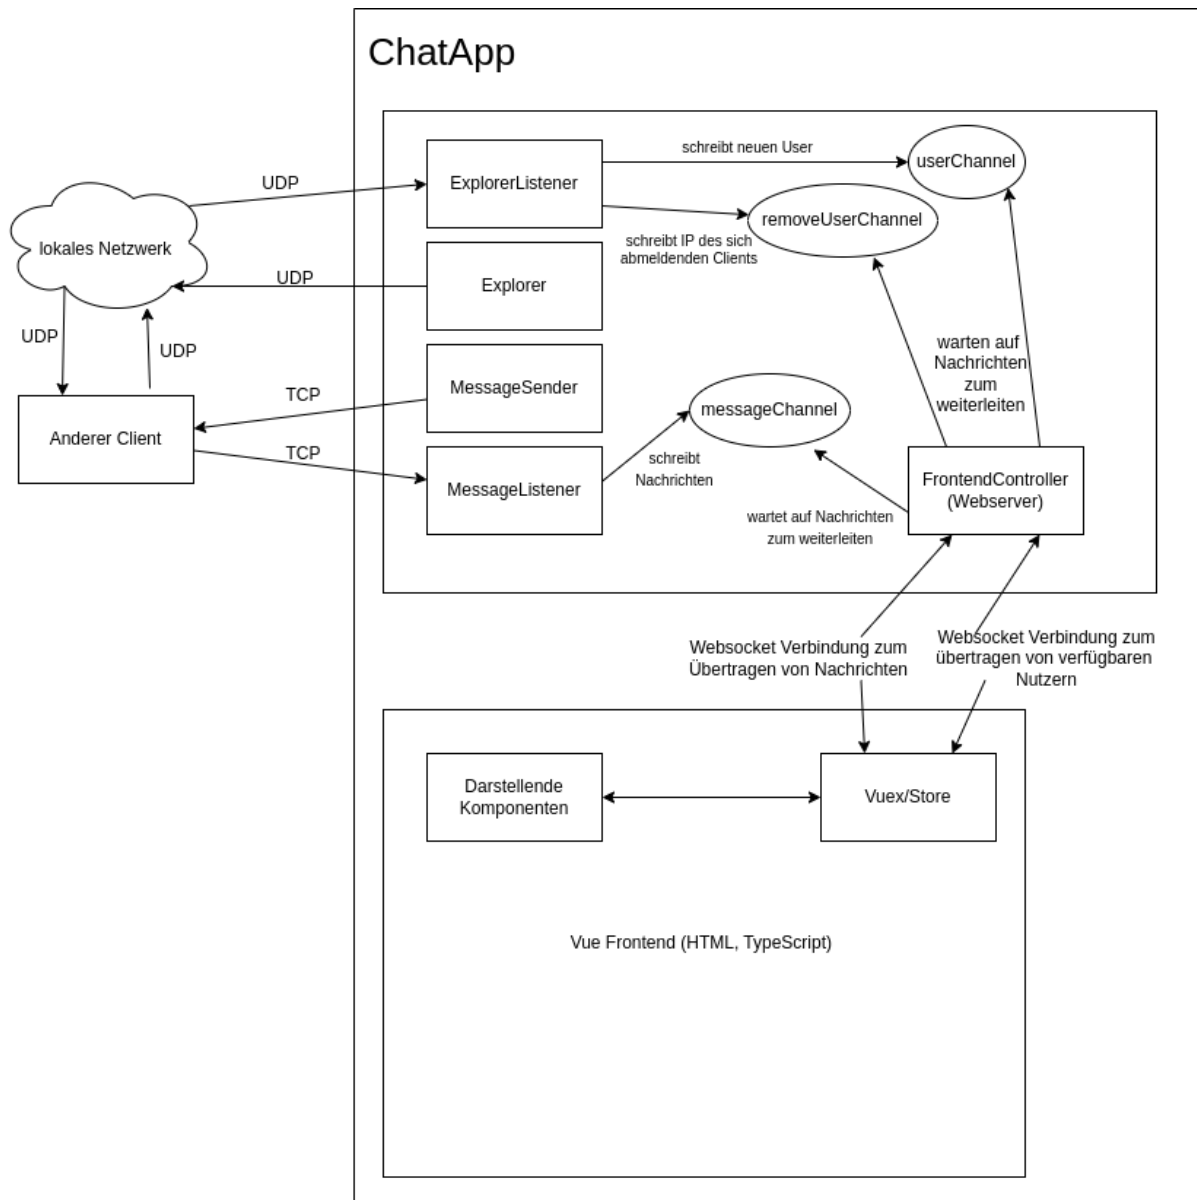 ChatApp
schreibt neuen User
userChannel
UDP
ExplorerListener
removeUserChannel
schreibt IP des sich
abmeldenden Clients
lokales Netzwerk
UDP
Explorer
UDP
UDP
warten auf
Nachrichten
zum
weiterleiten
MessageSender
TCP
messageChannel
Anderer Client
TCP
MessageListener
schreibt
Nachrichten
FrontendController
(Webserver)
wartet auf Nachrichten
zum weiterleiten
Websocket Verbindung zum
Übertragen von Nachrichten
Websocket Verbindung zum
übertragen von verfügbaren
Nutzern
Darstellende
Komponenten
Vuex/Store
Vue Frontend (HTML, TypeScript)